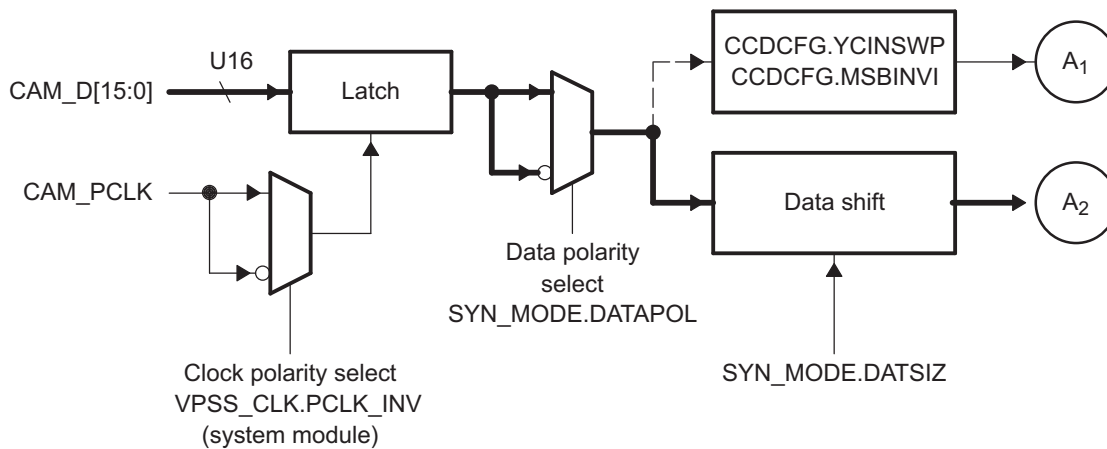 U16
CAM_D[15:0]
Latch
CCDCFG.YCINSWP
CCDCFG.MSBINVI
A1
CAM_PCLK
Data shift
A2
Data polarity
select
SYN_MODE.DATAPOL
Clock polarity select
VPSS_CLK.PCLK_INV
(system module)
SYN_MODE.DATSIZ